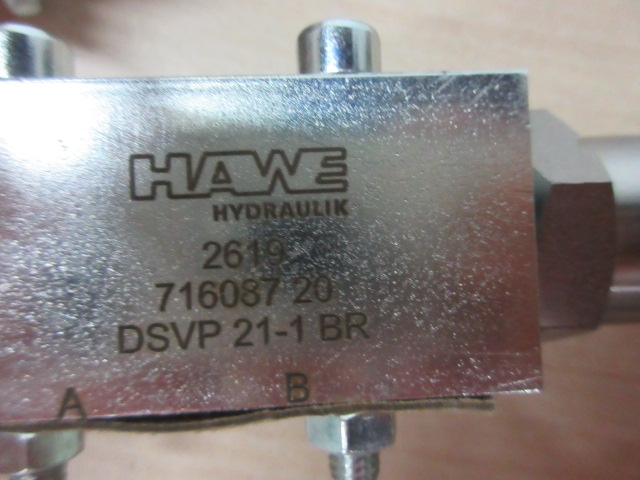 HAWE
HYDRAULIK
2619
716087 20
DSVP 21-1 BR
A B